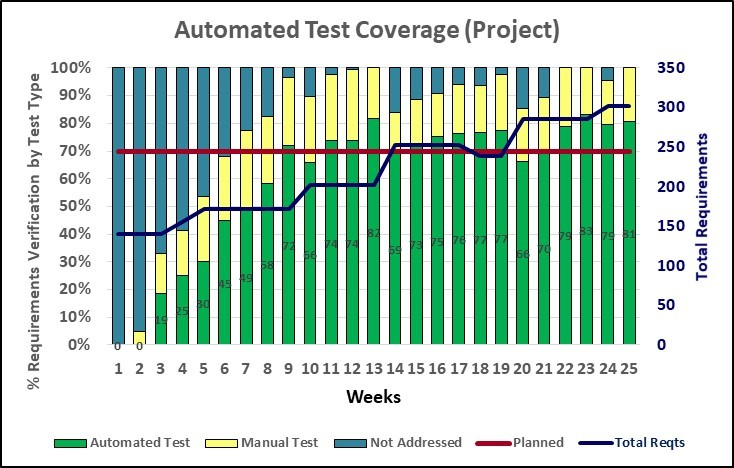 Automated Test Coverage (Project)
% Requirements Verification by Test Type
100%
90%
80%
70%
60%
50%
40%
30%
20%
10%
0%
0 0 19 25 30 45 49 58 72 66 74 74 82 69 73 75 76 77 77 66 70 79 83 79 81
350
300
250
200
150
100
50
0
Total Requirements
1 2 3 4 5 6 7 8 9 10 11 12 13 14 15 16 17 18 19 20 21 22 23 24 25
Weeks
Automated Test Manual Test Not Addressed Planned Total Reqts